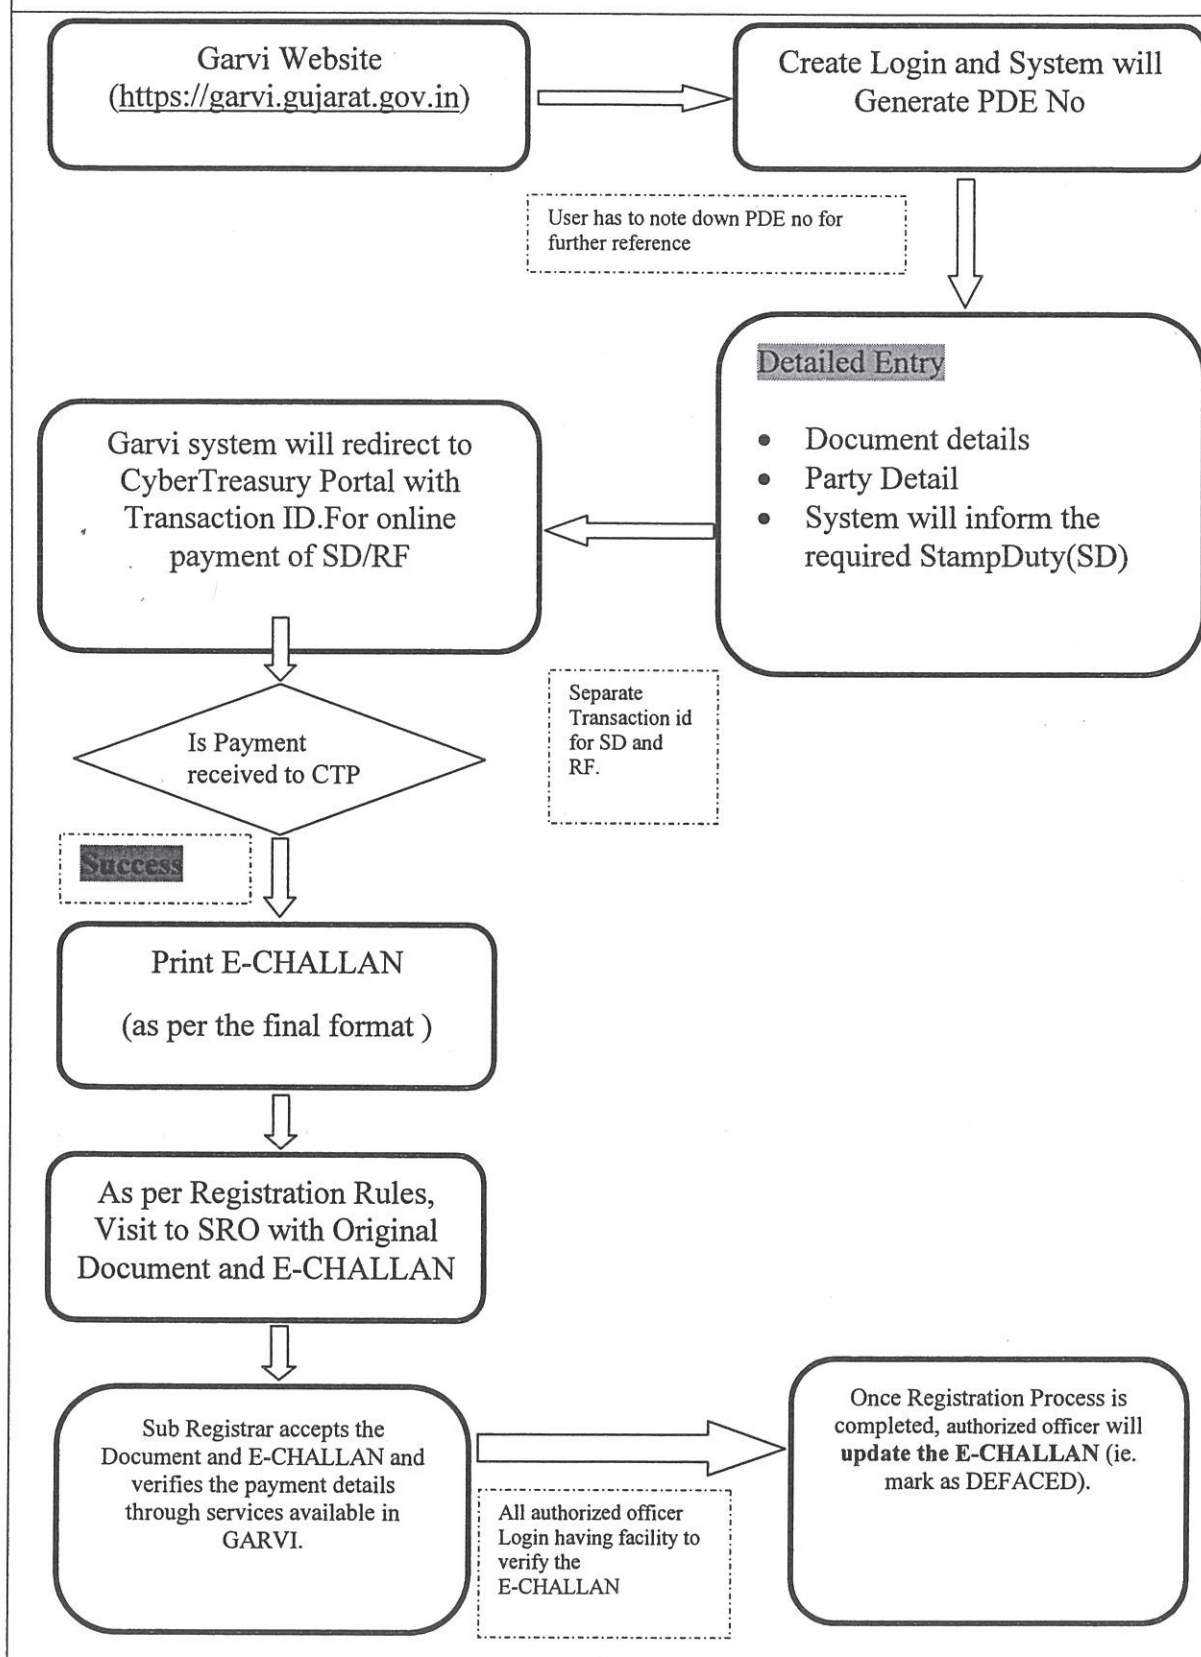 Garvi Website
(https://garvi.gujarat.gov.in)
Create Login and System will
Generate PDE No
User has to note down PDE no for
further reference
Detailed Entry
• Document details
• Party Detail
• System will inform the
required StampDuty(SD)
Garvi system will redirect to
CyberTreasury Portal with
Transaction ID.For online
payment of SD/RF
Separate
Transaction id
for SD and
RF.
Is Payment
received to CTP
Success
Print E-CHALLAN
(as per the final format )
As per Registration Rules,
Visit to SRO with Original
Document and E-CHALLAN
Sub Registrar accepts the
Document and E-CHALLAN and
verifies the payment details
through services available in
GARVI.
All authorized officer
Login having facility to
verify the
E-CHALLAN
Once Registration Process is
completed, authorized officer will
update the E-CHALLAN (ie.
mark as DEFACED).